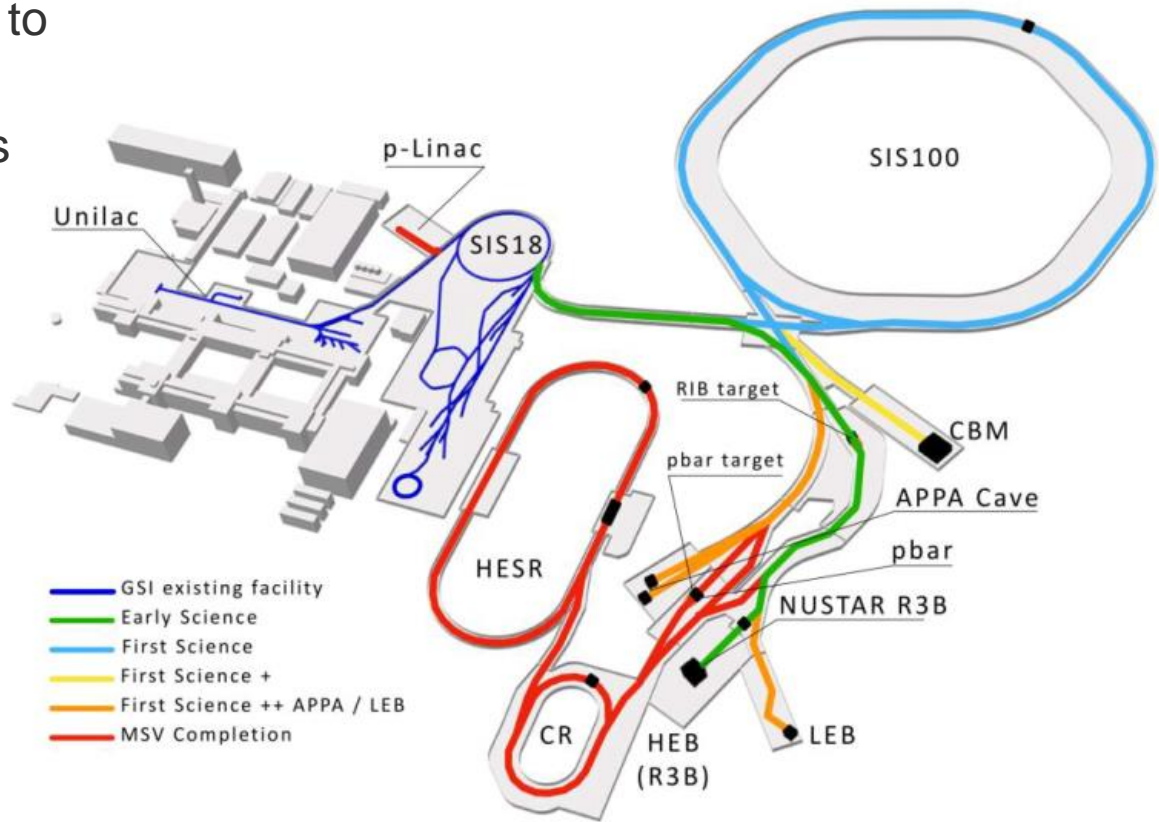 to
s
p-Linac
SIS100
Unilac
SIS18
RIB target
CBM
pbar target
APPA Cave
pbar
HESR
NUSTAR R3B
GSI existing facility
Early Science
First Science
First Science +
First Science ++ APPA / LEB
MSV Completion
CR
HEB
(R3B)
LEB